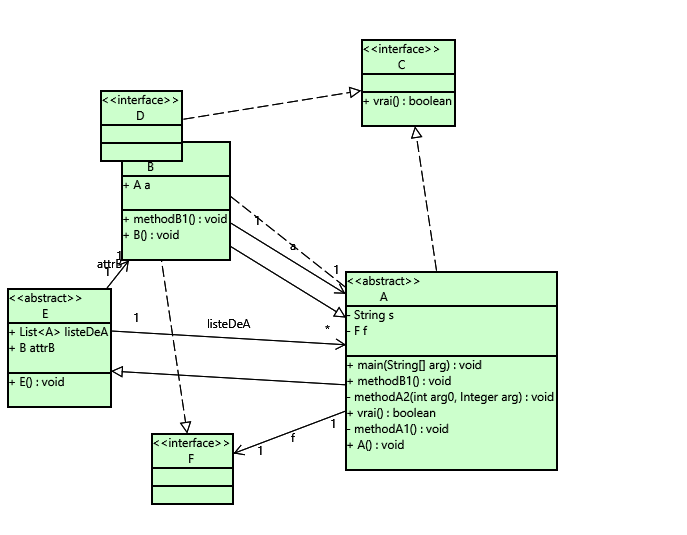 <<interface>>
C
+ vrai() : boolean
<<interface>>
D
B
+ A a
+ methodB1() : void
+ B() : void
1
a
1
1
attrB
1
<<abstract>>
A
- String s
- F f
+ main(String[] arg) : void
+ methodB1() : void
- methodA2(int arg0, Integer arg) : void
+ vrai() : boolean
- methodA1() : void
+ A() : void
<<abstract>>
E
+ List<A> listeDeA
+ B attrB
+ E() : void
1
listeDeA
*
1
f
1
<<interface>>
F